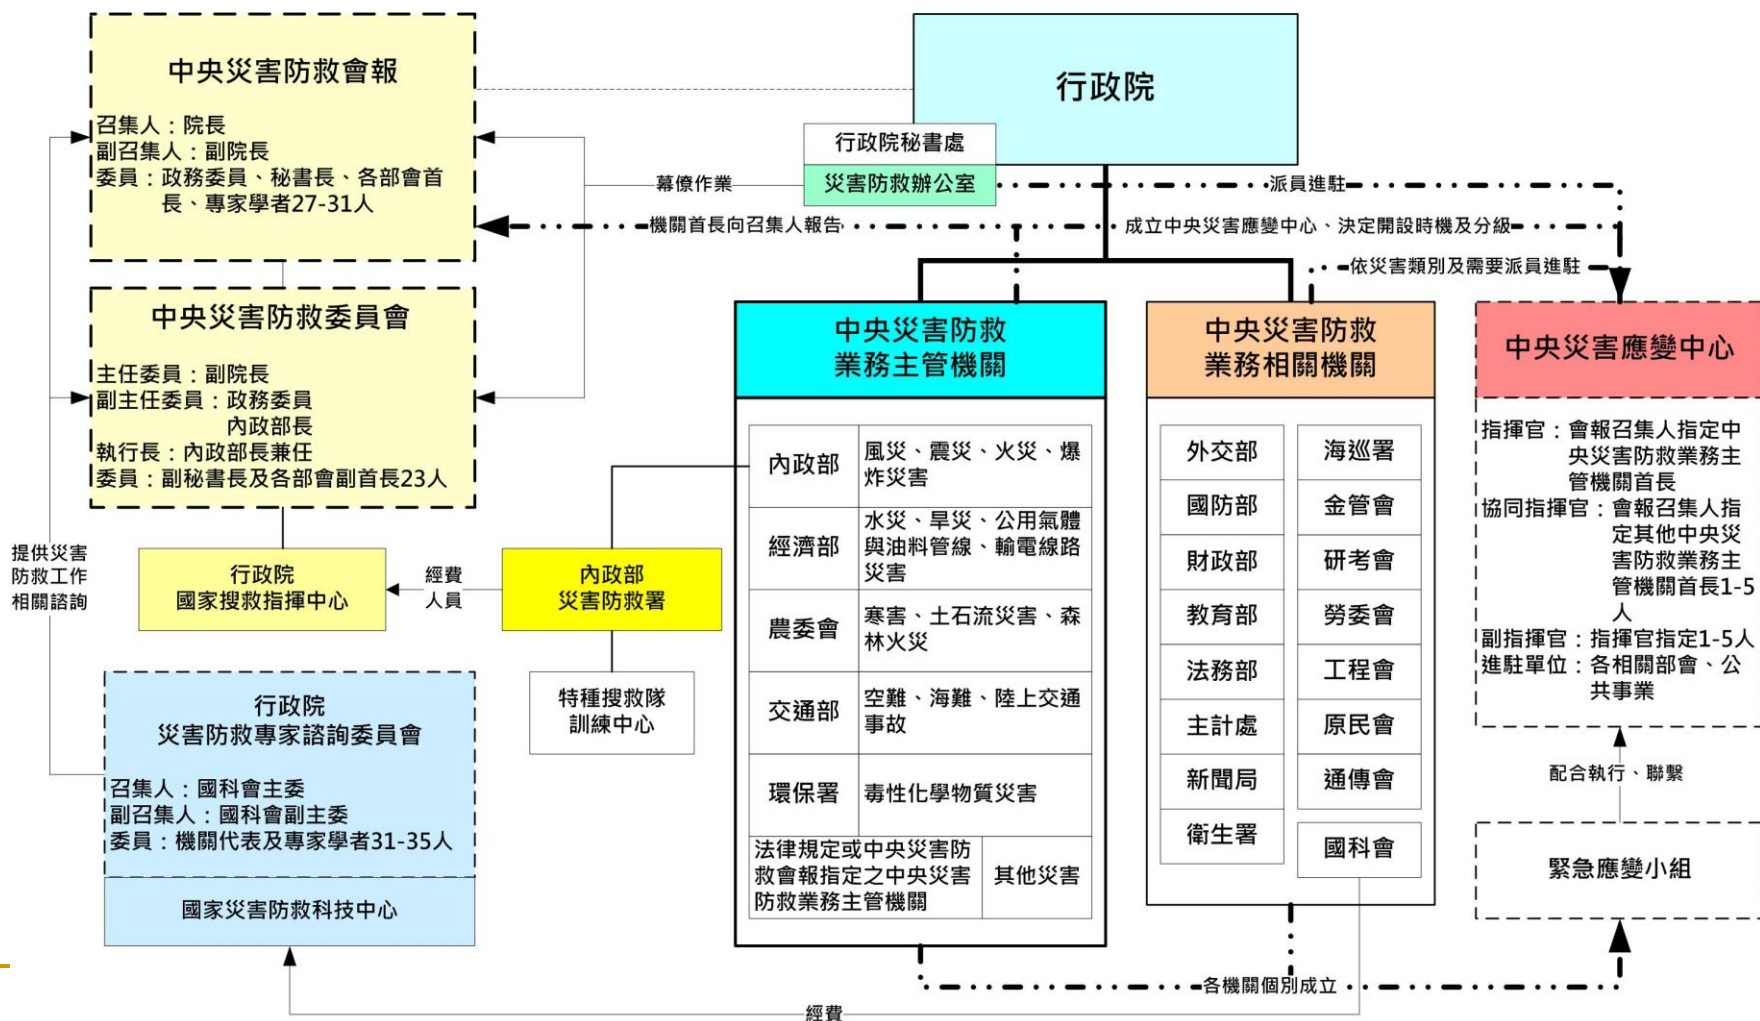 中央災害防救會報
召集人：院長
副召集人：副院長
委員：政務委員、秘書長、各部會首
長、專家學者27-31人
行政院
行政院秘書處
災害防救辦公室
幕僚作業
派員進駐
機關首長向召集人報告
成立中央災害應變中心、決定開設時機及分級
依災害類別及需要派員進駐
中央災害防救委員會
主任委員：副院長
副主任委員：政務委員
內政部長
執行長：內政部長兼任
委員：副秘書長及各部會副首長23人
提供災害
防救工作
相關諮詢
行政院
國家搜救指揮中心
經費
人員
內政部
災害防救署
特種搜救隊
訓練中心
行政院
災害防救專家諮詢委員會
召集人：國科會主委
副召集人：國科會副主委
委員：機關代表及專家學者31-35人
國家災害防救科技中心
中央災害防救
業務主管機關
內政部
風災、震災、火災、爆
炸災害
經濟部
水災、旱災、公用氣體
與油料管線、輸電線路
災害
農委會
寒害、土石流災害、森
林火災
交通部
空難、海難、陸上交通
事故
環保署
毒性化學物質災害
法律規定或中央災害防
救會報指定之中央災害
防救業務主管機關
其他災害
中央災害防救
業務相關機關
外交部
海巡署
國防部
金管會
財政部
研考會
教育部
勞委會
法務部
工程會
主計處
原民會
新聞局
通傳會
衛生署
國科會
中央災害應變中心
指揮官：會報召集人指定中
央災害防救業務主
管機關首長
協同指揮官：會報召集人指
定其他中央災
害防救業務主
管機關首長1-5
人
副指揮官：指揮官指定1-5人
進駐單位：各相關部會、公
共事業
配合執行、聯繫
緊急應變小組
各機關個別成立
經費